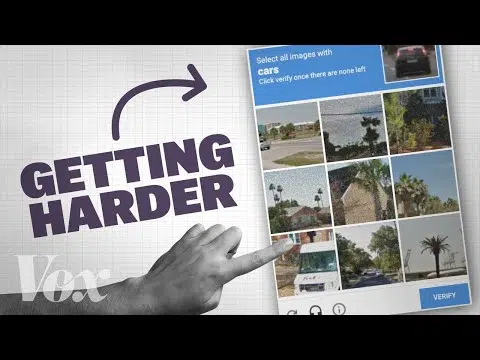 GETTING
HARDER
Vox
Select all images with
cars
Click verify once there are none left
VERIFY